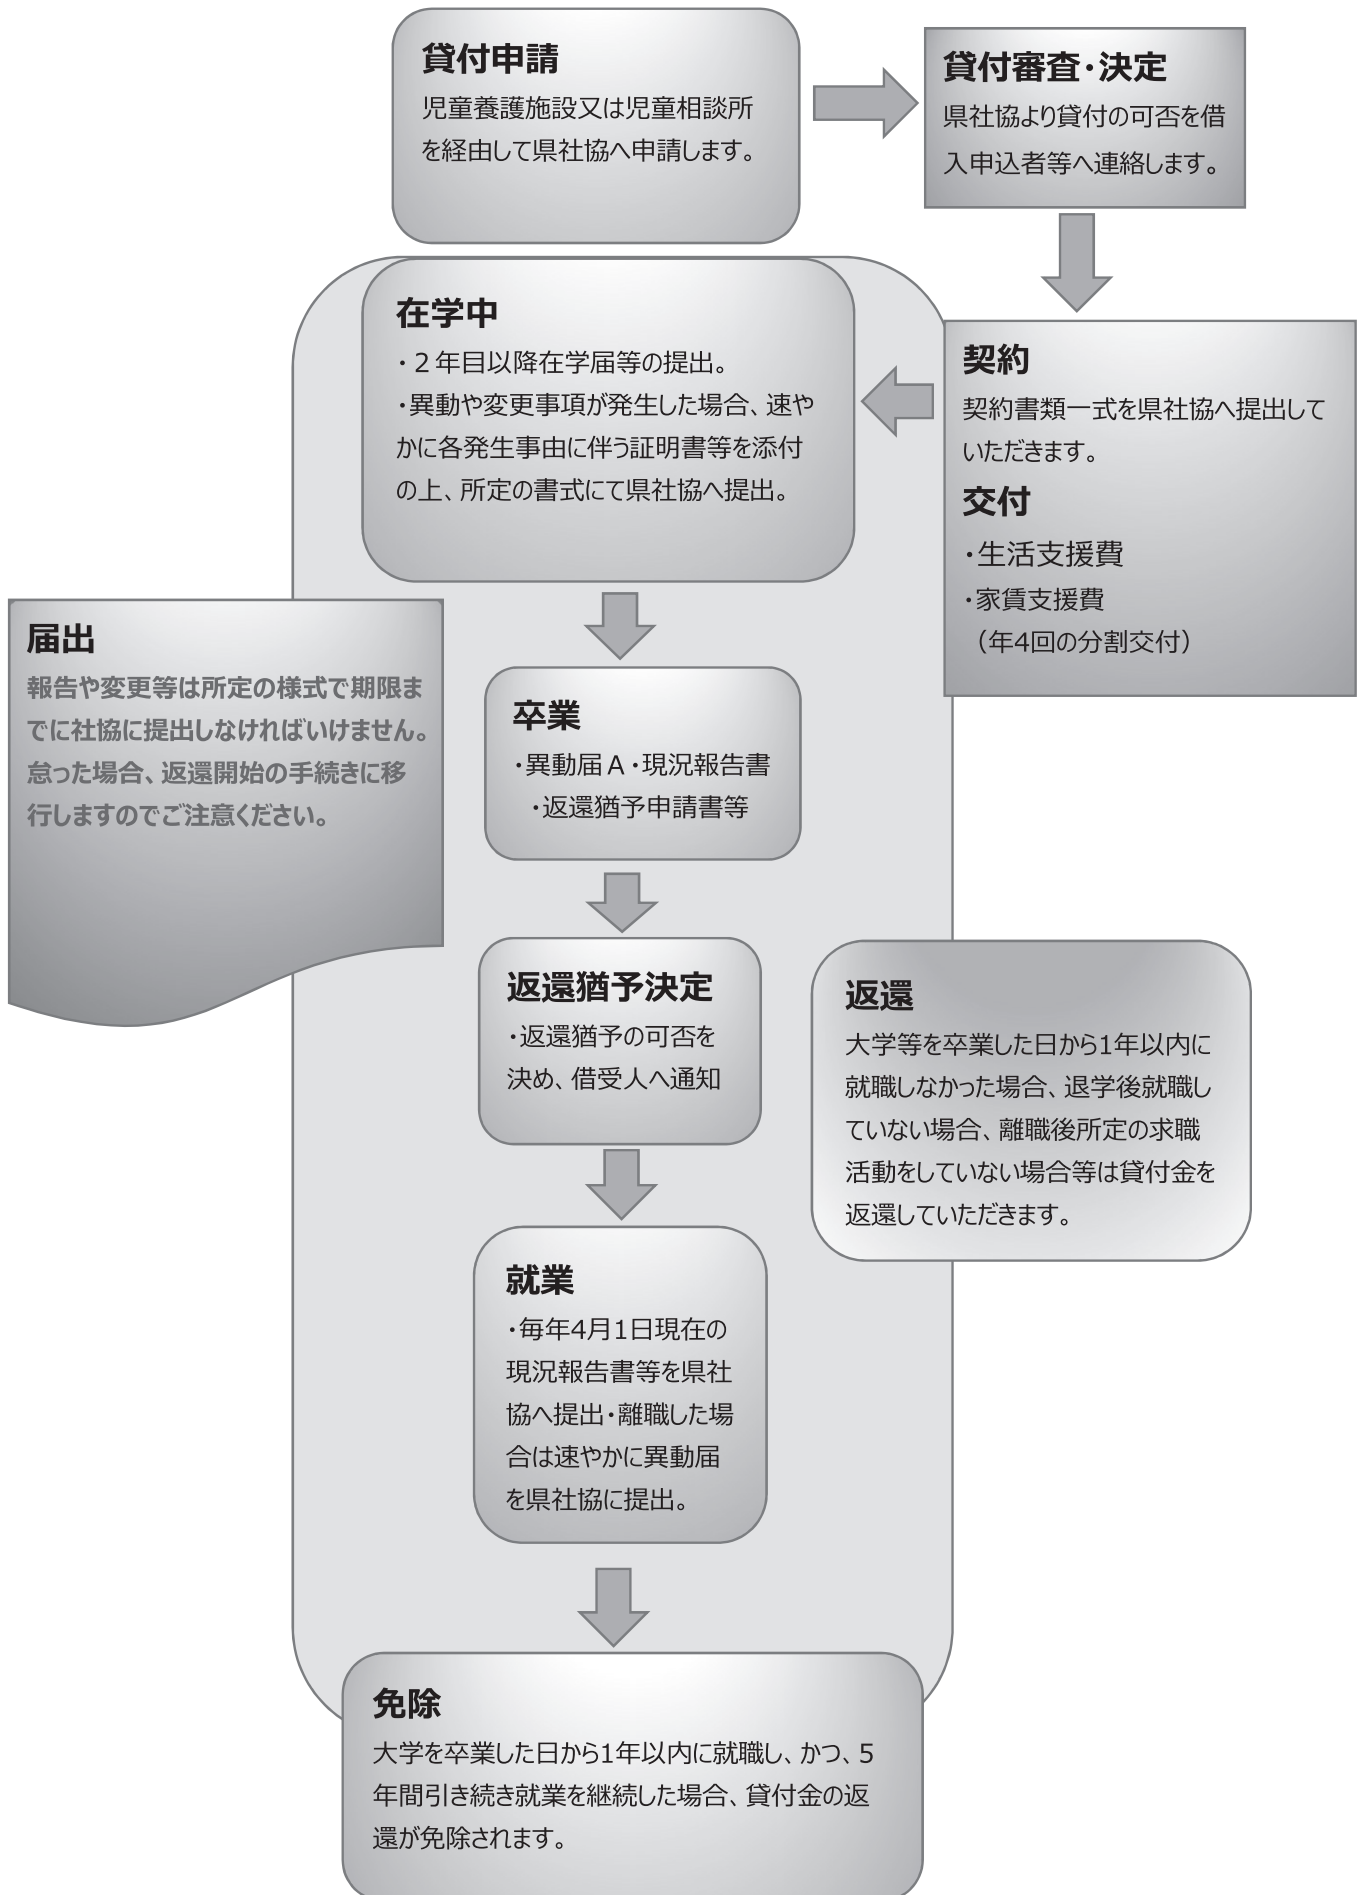 貸付申請
児童養護施設又は児童相談所
を経由して県社協へ申請します。
貸付審査・決定
県社協より貸付の可否を借
入申込者等へ連絡します。
契約
契約書類一式を県社協へ提出して
いただきます。
交付
・生活支援費
・家賃支援費
（年4回の分割交付）
在学中
・２年目以降在学届等の提出。
・異動や変更事項が発生した場合、速や
かに各発生事由に伴う証明書等を添付
の上、所定の書式にて県社協へ提出。
届出
報告や変更等は所定の様式で期限ま
でに社協に提出しなければいけません。
怠った場合、返還開始の手続きに移
行しますのでご注意ください。
卒業
・異動届Ａ・現況報告書
・返還猶予申請書等
返還猶予決定
・返還猶予の可否を
決め、借受人へ通知
返還
大学等を卒業した日から1年以内に
就職しなかった場合、退学後就職し
ていない場合、離職後所定の求職
活動をしていない場合等は貸付金を
返還していただきます。
就業
・毎年4月1日現在の
現況報告書等を県社
協へ提出・離職した場
合は速やかに異動届
を県社協に提出。
免除
大学を卒業した日から1年以内に就職し、かつ、5
年間引き続き就業を継続した場合、貸付金の返
還が免除されます。